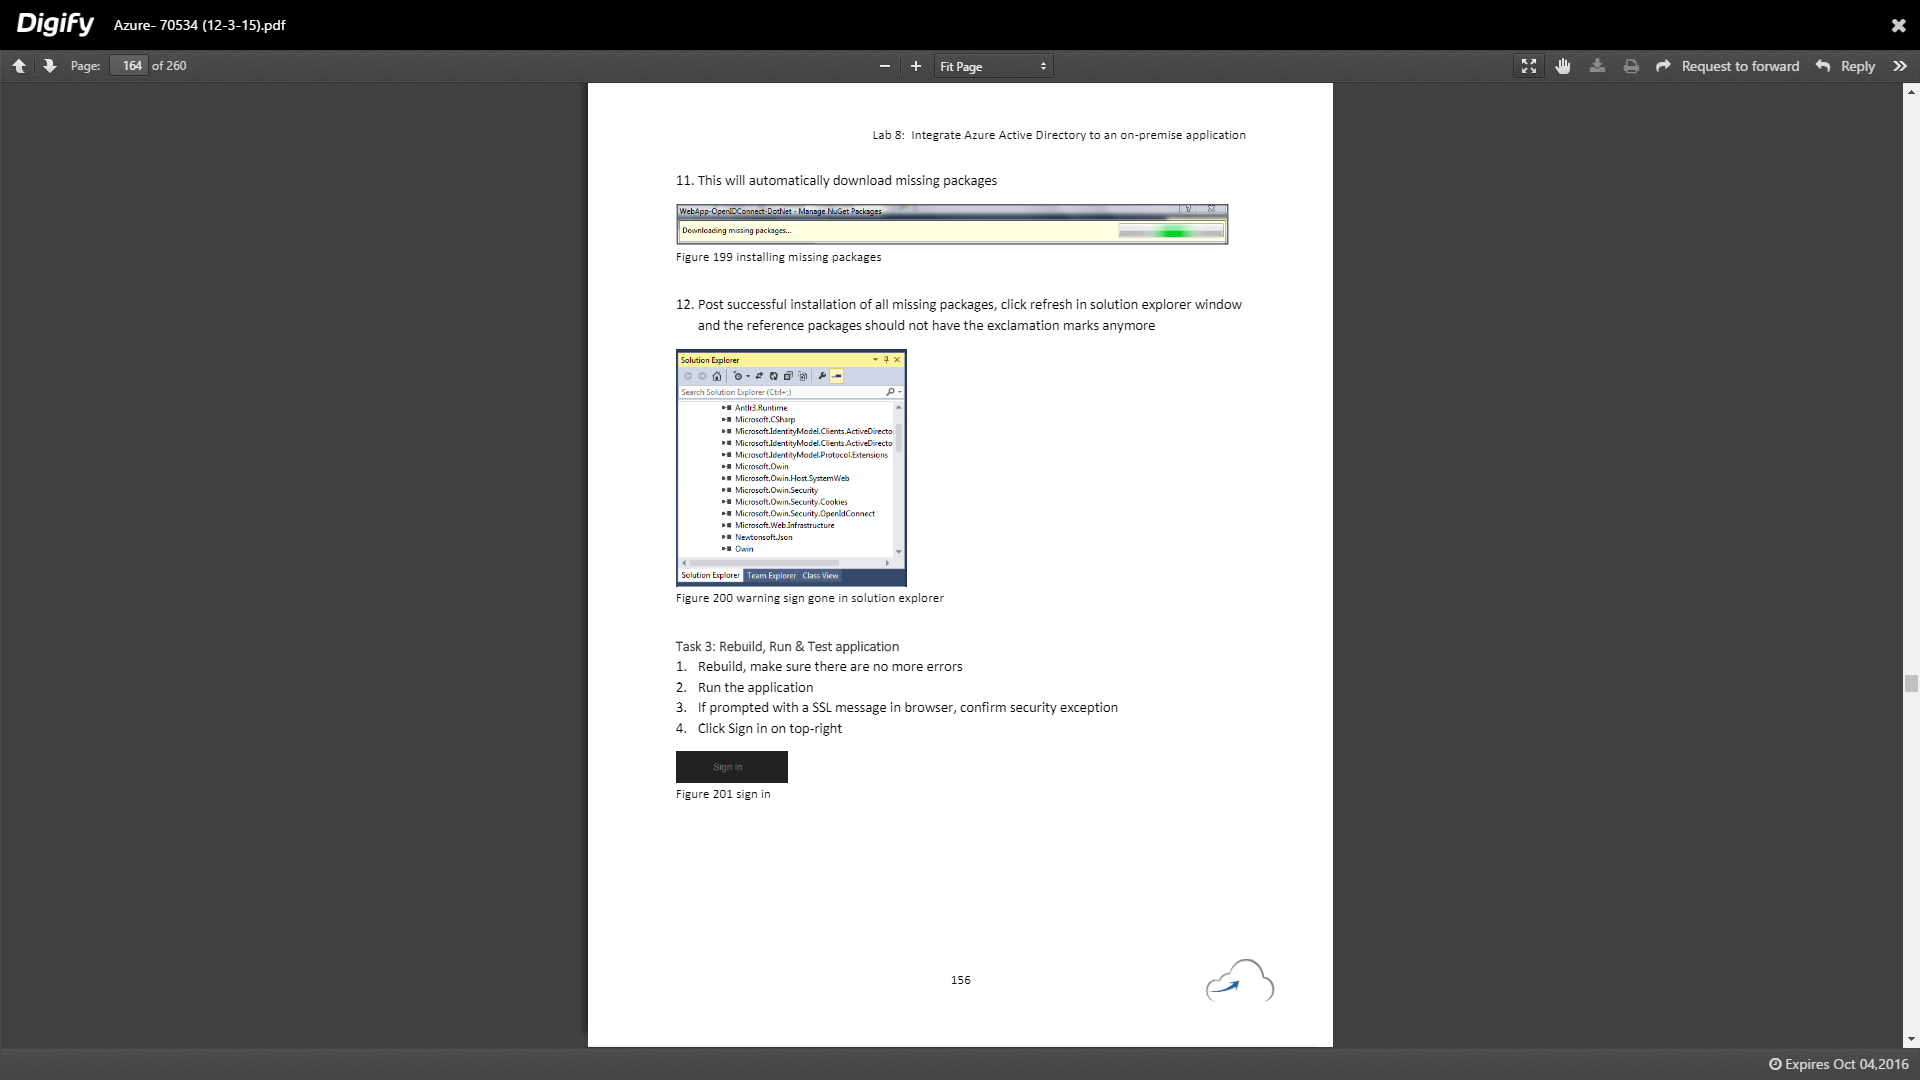 Digify Azure- 70534 (12-3-15).pdf
Page: 164 of 260 Fit Page Request to forward Reply
Lab 8: Integrate Azure Active Directory to an on-premise application
11. This will automatically download missing packages
WebApp-OpenIDConnect-DotNet - Manage NuGet Packages
Downloading missing packages...
Figure 199 installing missing packages
12. Post successful installation of all missing packages, click refresh in solution explorer window
and the reference packages should not have the exclamation marks anymore
Solution Explorer
Search Solution Explorer (Ctrl+;)
Antlr3.Runtime
Microsoft.CSharp
Microsoft.IdentityModel.Clients.ActiveDirecto
Microsoft.IdentityModel.Clients.ActiveDirecto
Microsoft.IdentityModel.Protocol.Extensions
Microsoft.Owin
Microsoft.Owin.Host.SystemWeb
Microsoft.Owin.Security
Microsoft.Owin.Security.Cookies
Microsoft.Owin.Security.OpenIdConnect
Microsoft.Web.Infrastructure
Newtonsoft.Json
Owin
Solution Explorer Team Explorer Class View
Figure 200 warning sign gone in solution explorer
Task 3: Rebuild, Run & Test application
1. Rebuild, make sure there are no more errors
2. Run the application
3. If prompted with a SSL message in browser, confirm security exception
4. Click Sign in on top-right
Sign in
Figure 201 sign in
156
Expires Oct 04,2016